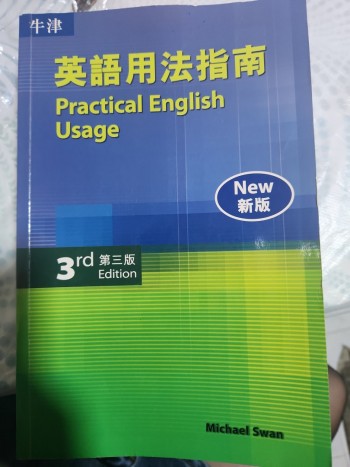 牛津
英語用法指南
Practical English
Usage
New
新版
3rd 第三版
Edition
Michael Swan